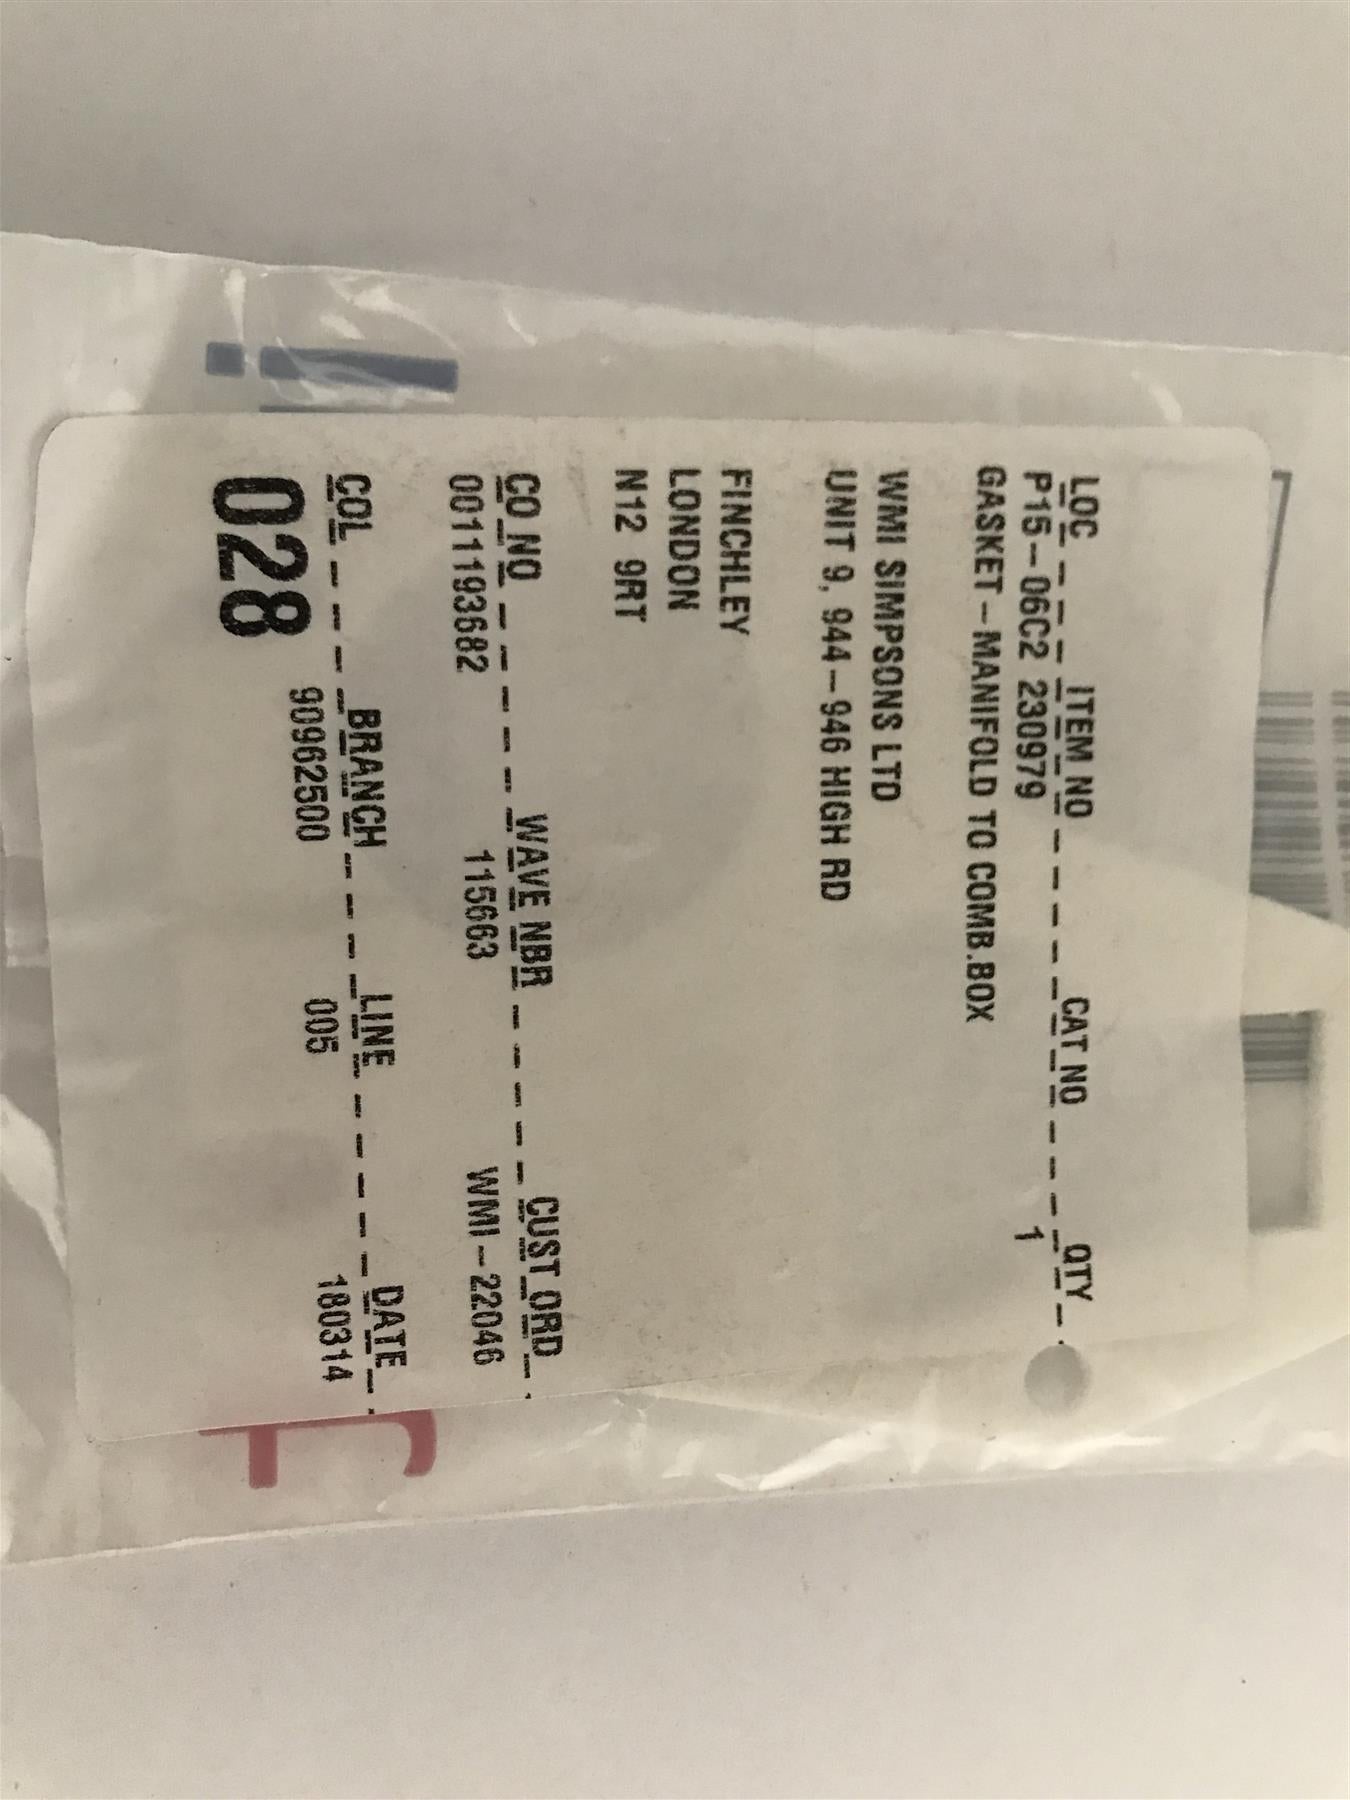 LOC ITEM NO CAT NO QTY
P15-06C2 230979 1
GASKET-MANIFOLD TO COMB.BOX
WMI SIMPSONS LTD
UNIT 9, 944-946 HIGH RD
FINCHLEY
LONDON
N12 9RT
CO NO WAVE NBR CUST ORD
0011193682 115663 WMI-22046
COL BRANCH LINE DATE
028 90962500 005 180314